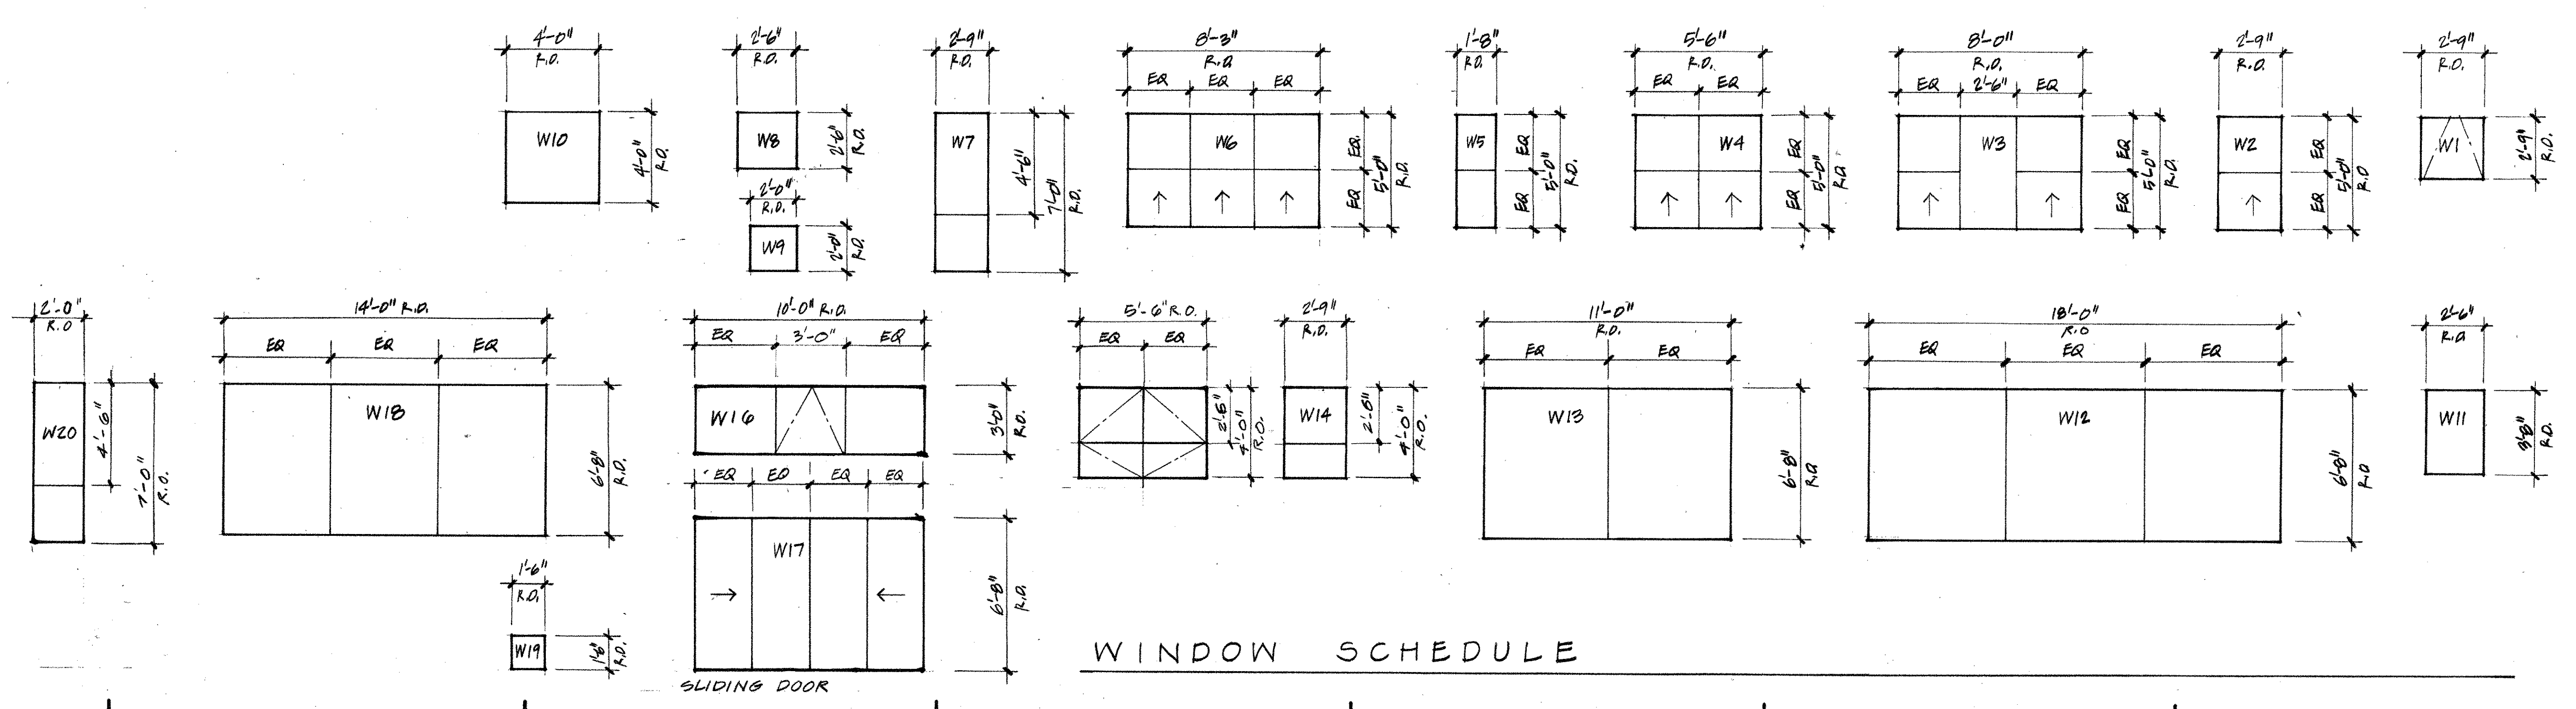 4'-0"
R.O.
W10
4'-0"
R.O.
2'-6"
R.O.
W8
2'-6"
R.O.
2'-0"
R.O.
W9
2'-0"
R.O.
2'-9"
R.O.
W7
4'-6"
7'-0"
R.O.
8'-3"
R.O
EQ EQ EQ
W6
EQ EQ.
5'-0"
R.O.
1'-8"
R.O.
W5
EQ EQ
5'-0"
R.O.
5'-6"
R.O.
EQ EQ
W4
EQ EQ
5'-0"
R.O
8'-0"
R.O.
EQ 2'-6" EQ
W3
EQ EQ
5'-0"
R.O.
2'-9"
R.O.
W2
EQ EQ
5'-0"
R.O
2'-9"
R.O.
W1
2'-9"
R.O.
2'-0"
R.O
W20
4'-6"
7'-0"
R.O.
14'-0" R.O.
EQ EQ EQ
W18
6'-8"
R.O.
1'-6"
R.O.
W19
1'-6"
R.O.
10'-0" R.O.
EQ 3'-0" EQ
W16
3'-0"
R.O.
EQ EQ EQ EQ
W17
6'-8"
R.O.
SLIDING DOOR
5'-6" R.O.
EQ EQ
4'-0"
R.O.
2'-9"
R.O.
W14
4'-0"
R.O.
11'-0"
R.O.
EQ EQ
W13
6'-8"
R.O
18'-0"
R.O
EQ EQ EQ
W12
6'-8"
R.O
2'-6"
R.O
W11
3'-8"
R.O.
WINDOW SCHEDULE